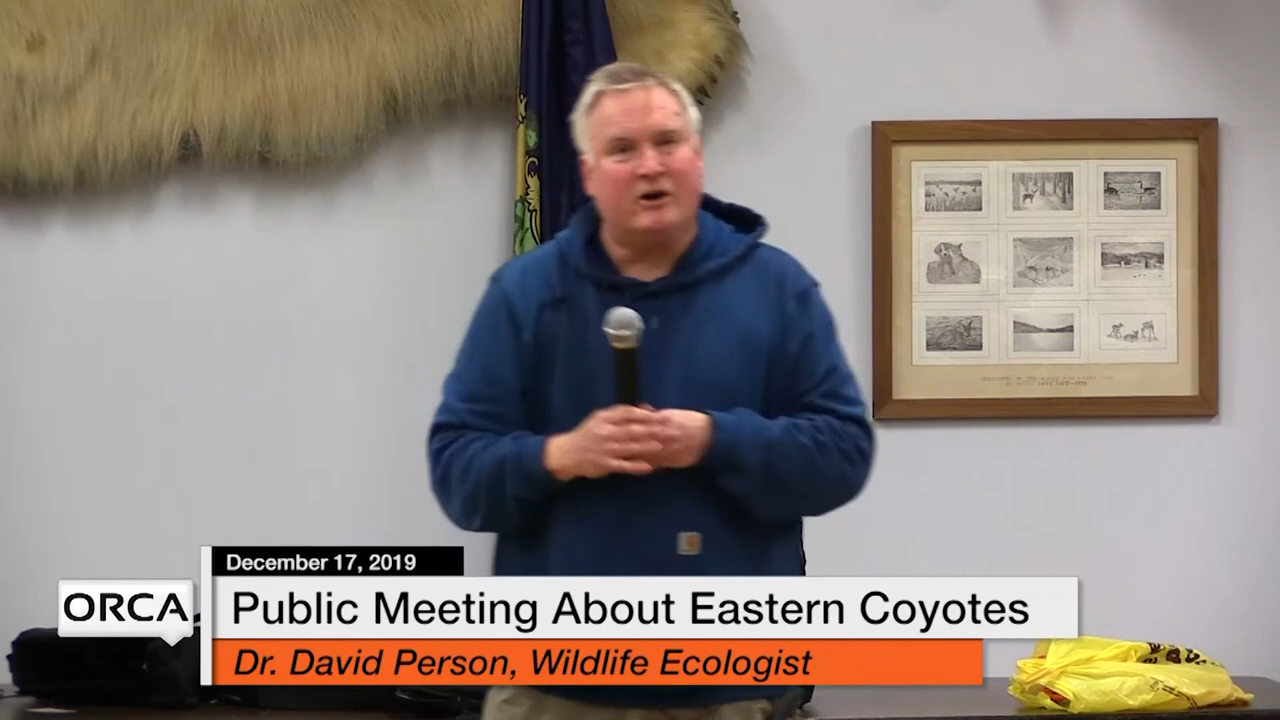 December 17, 2019
ORCA
Public Meeting About Eastern Coyotes
Dr. David Person, Wildlife Ecologist